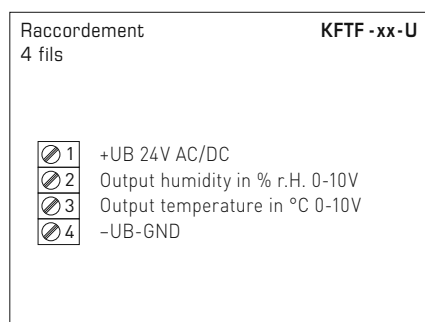 Raccordement KFTF - xx - U
4 fils
1 +UB 24V AC/DC
2 Output humidity in % r.H. 0-10V
3 Output temperature in °C 0-10V
4 –UB-GND